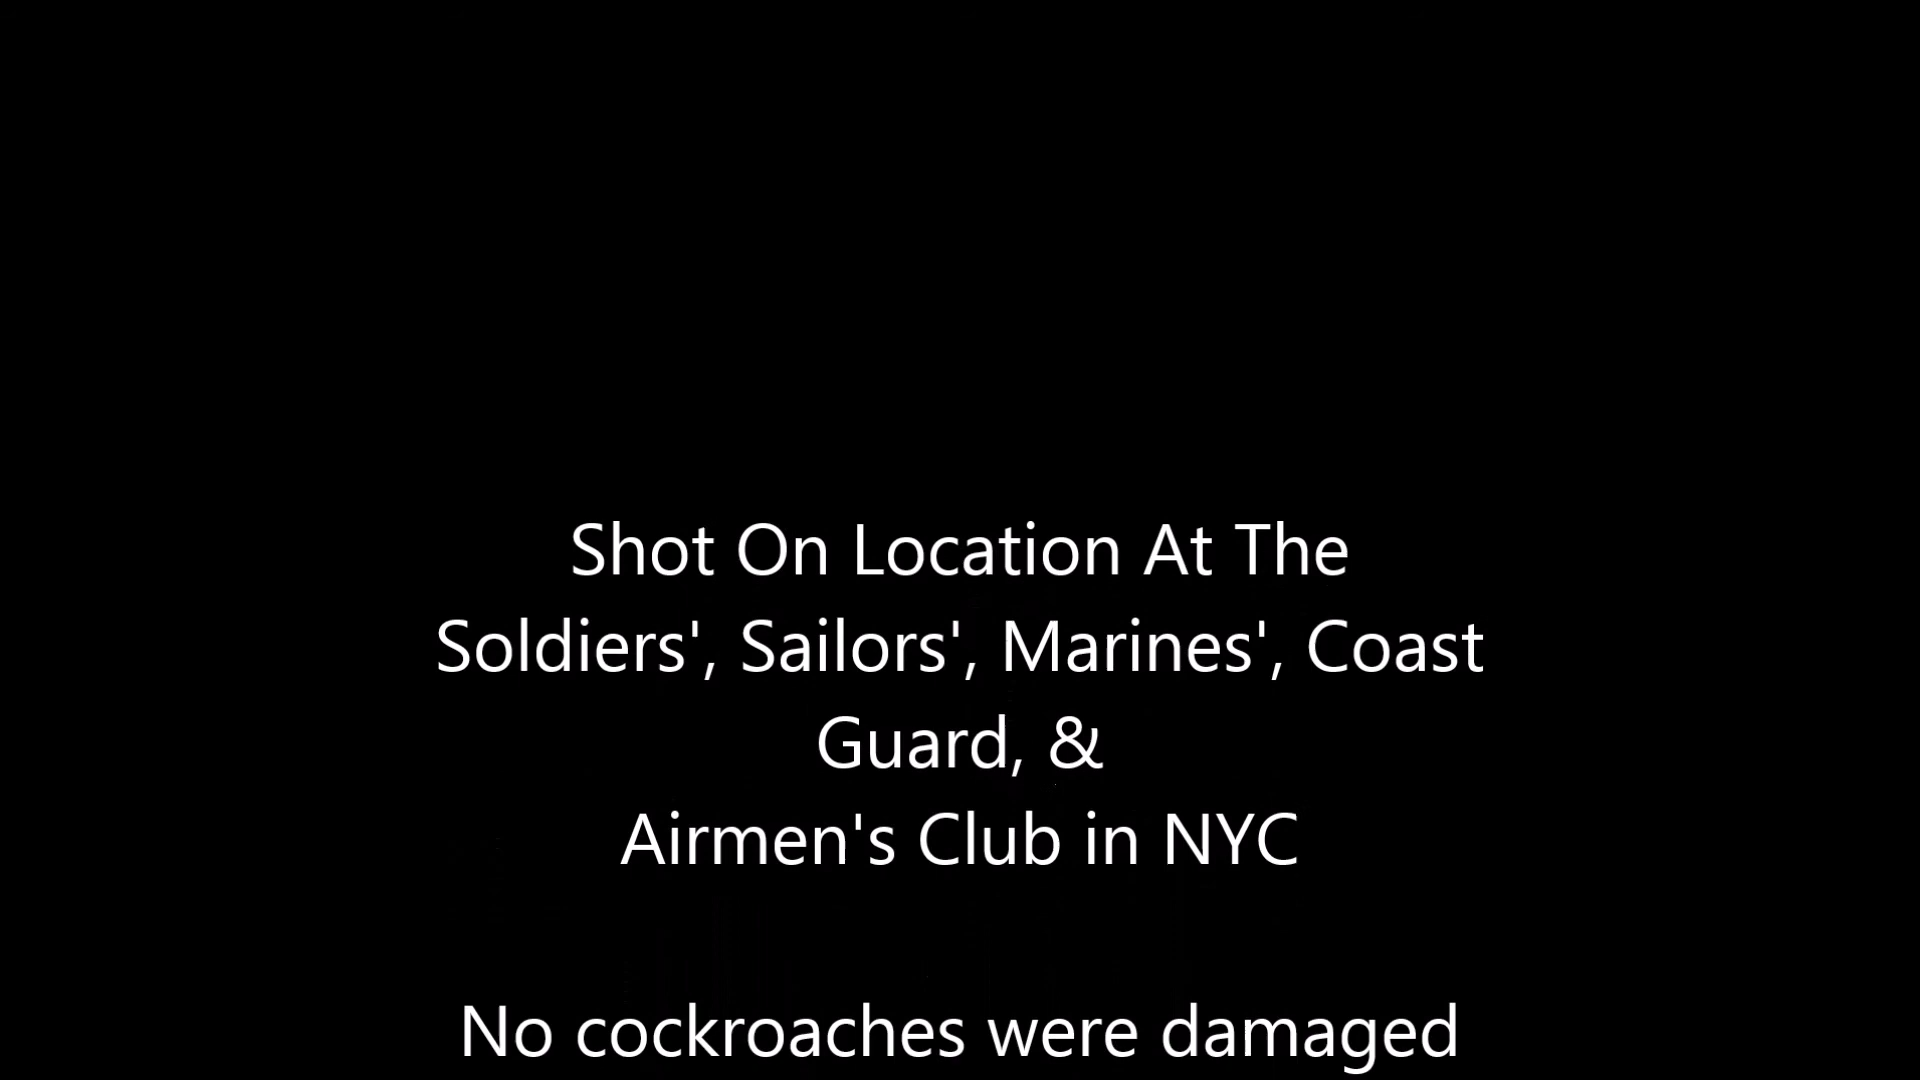 Shot On Location At The
Soldiers', Sailors', Marines', Coast
Guard, &
Airmen's Club in NYC
No cockroaches were damaged